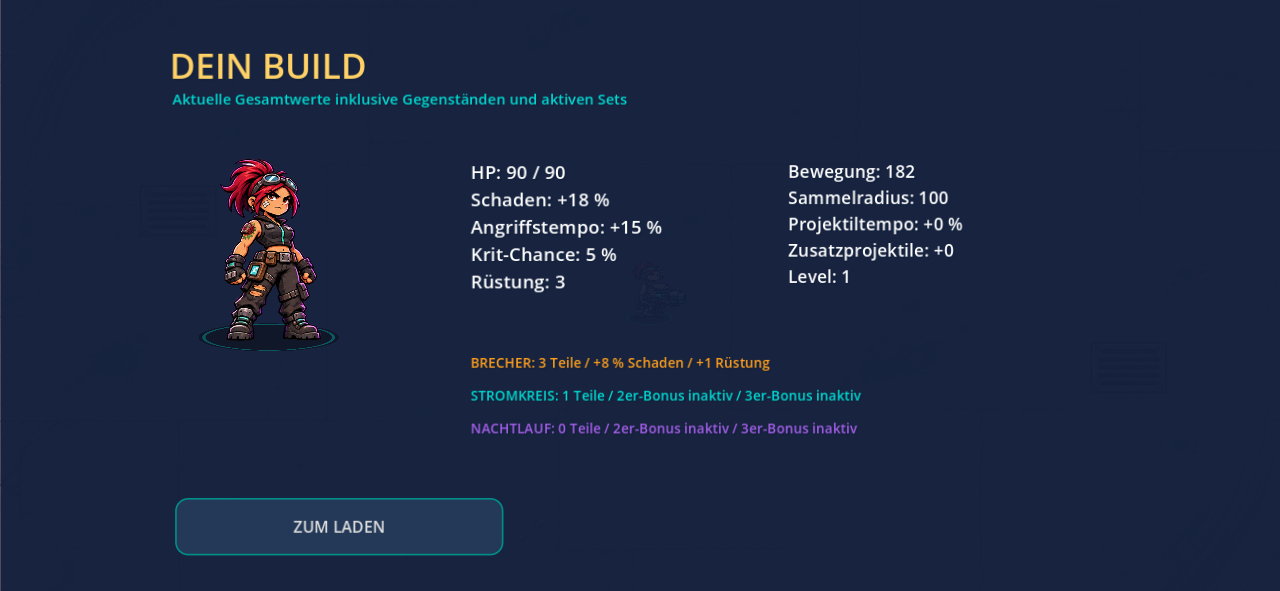 DEIN BUILD
Aktuelle Gesamtwerte inklusive Gegenständen und aktiven Sets
HP: 90 / 90
Schaden: +18 %
Angriffstempo: +15 %
Krit-Chance: 5 %
Rüstung: 3
Bewegung: 182
Sammelradius: 100
Projektiltempo: +0 %
Zusatzprojektile: +0
Level: 1
BRECHER: 3 Teile / +8 % Schaden / +1 Rüstung
STROMKREIS: 1 Teile / 2er-Bonus inaktiv / 3er-Bonus inaktiv
NACHTLAUF: 0 Teile / 2er-Bonus inaktiv / 3er-Bonus inaktiv
ZUM LADEN